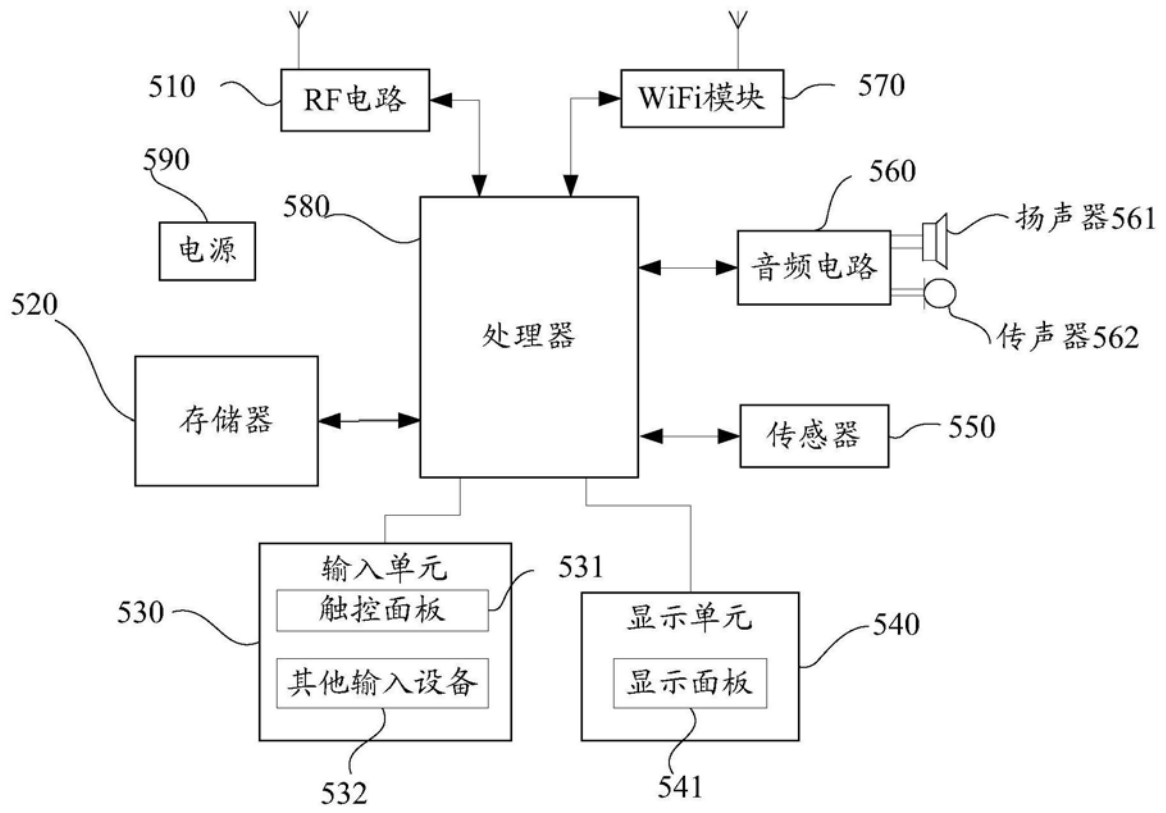 510
RF电路
WiFi模块
570
590
电源
580
560
扬声器561
音频电路
传声器562
520
处理器
存储器
传感器
550
输入单元
531
530
触控面板
其他输入设备
532
显示单元
540
显示面板
541